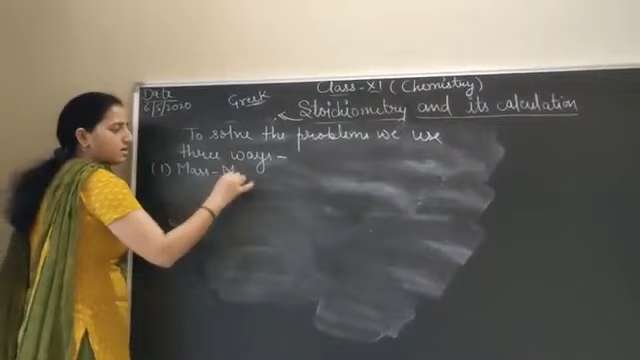 Date
6/5/2020
Class-XI (Chemistry)
Greek
Stoichiometry and its calculation
To solve the problems we use
three ways-
(1) Mass-M